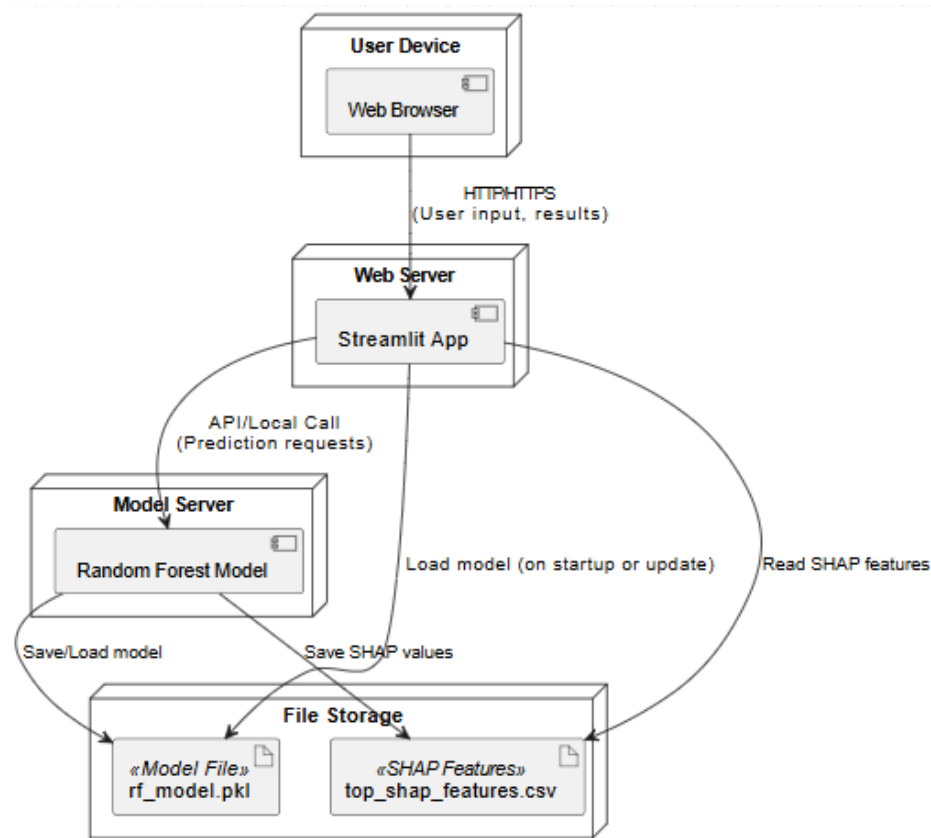 User Device
Web Browser
HTTP/HTTPS
(User input, results)
Web Server
Streamlit App
API/Local Call
(Prediction requests)
Model Server
Random Forest Model
Load model (on startup or update)
Read SHAP features
Save/Load model
Save SHAP values
File Storage
«Model File»
rf_model.pkl
«SHAP Features»
top_shap_features.csv